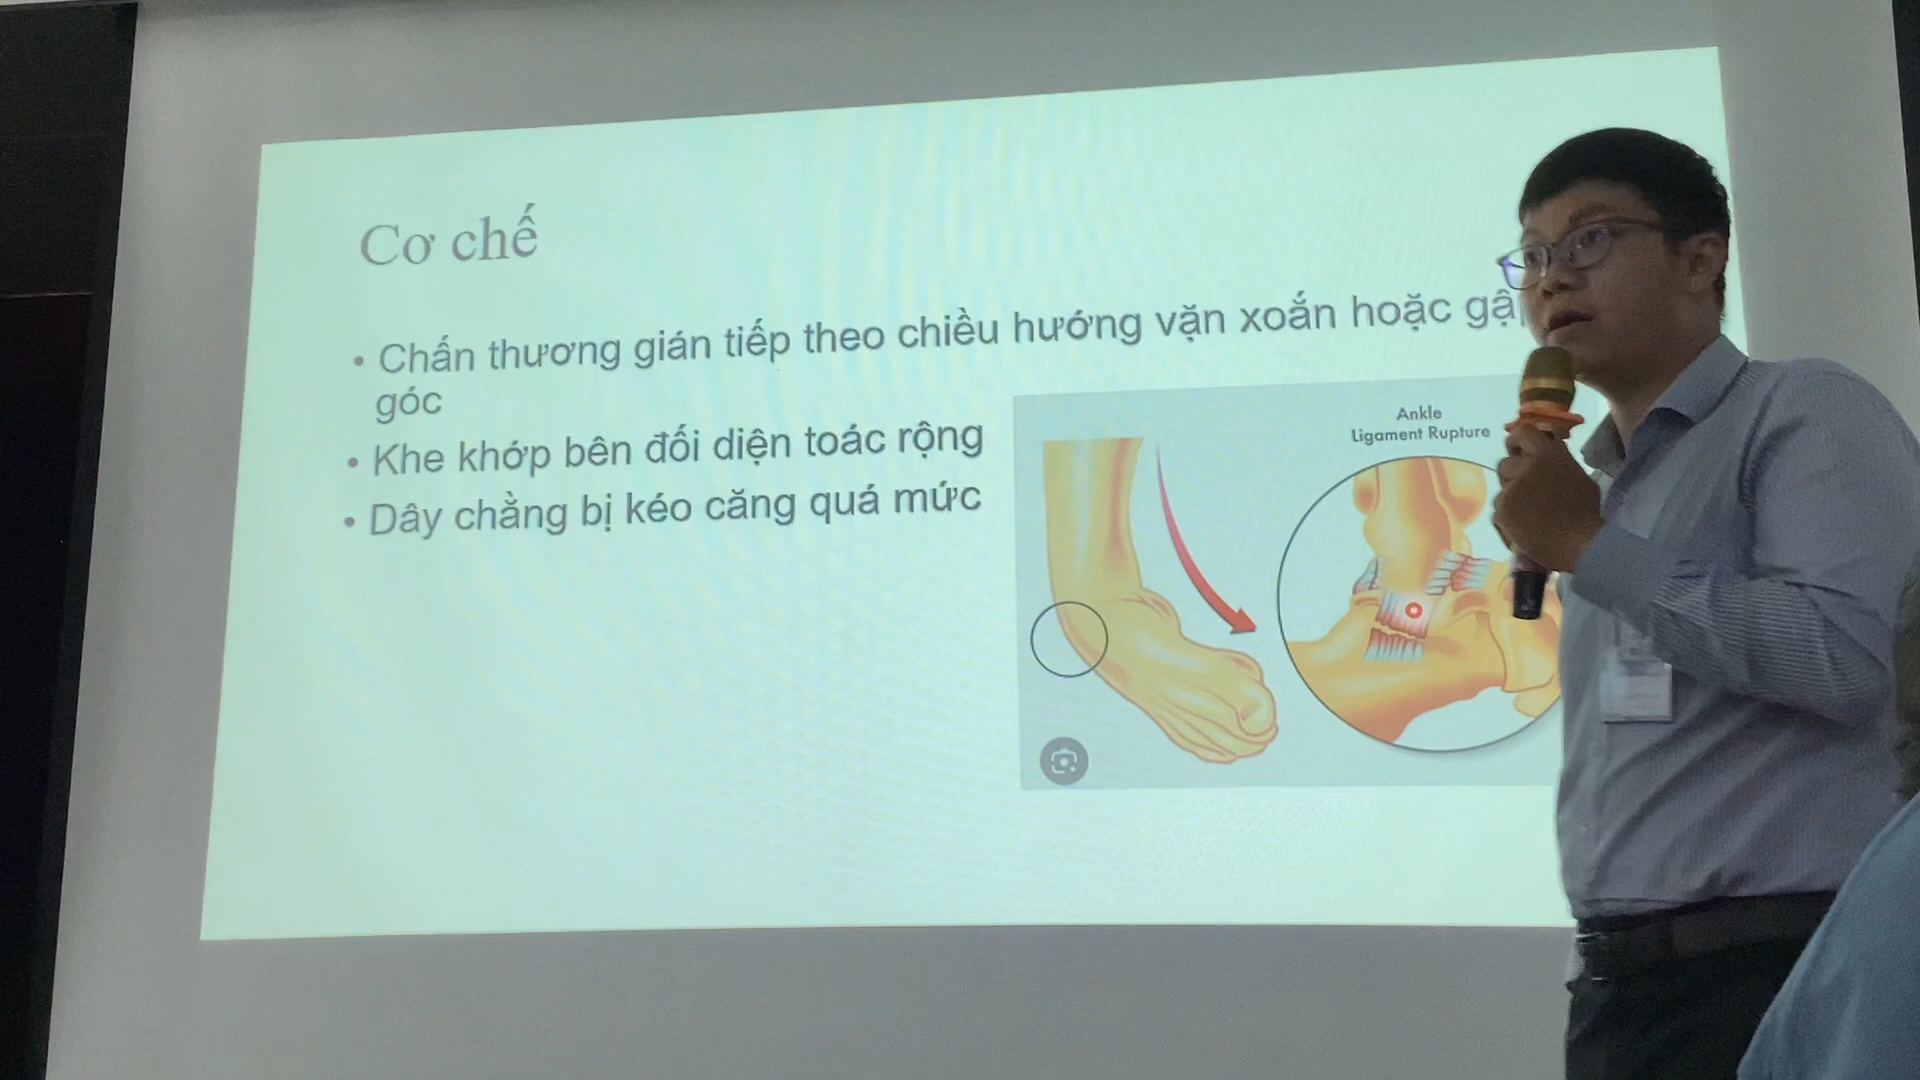 Cơ chế
• Chấn thương gián tiếp theo chiều hướng vặn xoắn hoặc
góc
• Khe khớp bên đối diện toác rộng
• Dây chằng bị kéo căng quá mức
Ankle
Ligament Rupture